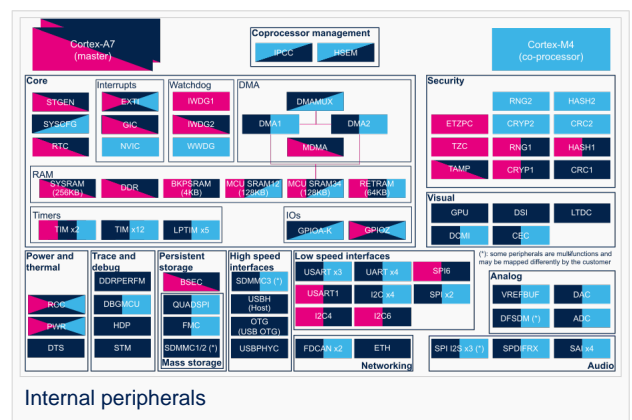 Cortex-A7
(master)
Coprocessor management
IPCC
HSEM
Cortex-M4
(co-processor)
Core
STGEN
SYSCFG
RTC
Interrupts
EXTI
GIC
NVIC
Watchdog
IWDG1
IWDG2
WWDG
DMA
DMAMUX
DMA1
DMA2
MDMA
Security
RNG2
HASH2
ETZPC
CRYP2
CRC2
TZC
RNG1
HASH1
TAMP
CRYP1
CRC1
RAM
SYSRAM
(256KB)
DDR
BKPSRAM
(4KB)
MCU SRAM12
(128KB)
MCU SRAM34
(128KB)
RETRAM
(64KB)
Timers
TIM x2
TIM x12
LPTIM x5
IOs
GPIOA-K
GPIOZ
Visual
GPU
DSI
LTDC
DCMI
CEC
(*): some peripherals are multifunctions and
may be mapped differently by the customer
Power and
thermal
ROC
PWR
DTS
Trace and
debug
DDRPERFM
DBGMCU
HDP
STM
Persistent
storage
BSEC
QUADSPI
FMC
SDMMC1/2 (*)
Mass storage
High speed
interfaces
SDMMC3 (*)
USBH
(Host)
OTG
(USB OTG)
USBPHYC
Low speed interfaces
USART x3
UART x4
SPI6
USART1
I2C x4
SPI x2
I2C4
I2C6
Analog
VREFBUF
DAC
DFSDM (*)
ADC
FDCAN x2
ETH
Networking
SPI I2S x3 (*)
SPDIFRX
SAI x4
Audio
Internal peripherals